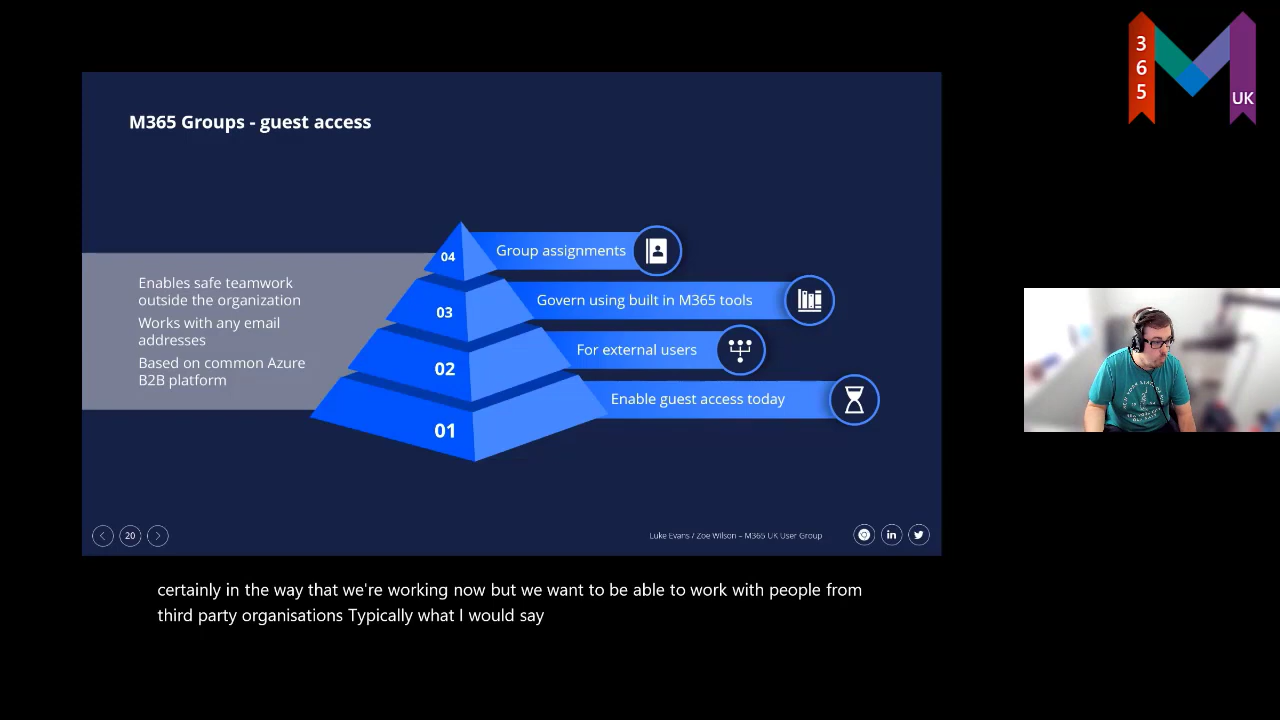 3
6
5
UK
M365 Groups - guest access
04
Group assignments
Enables safe teamwork
outside the organization
Works with any email
addresses
Based on common Azure
B2B platform
03
Govern using built in M365 tools
02
For external users
01
Enable guest access today
20
Luke Evans / Zoe Wilson – M365 UK User Group
in
certainly in the way that we're working now but we want to be able to work with people from
third party organisations Typically what I would say